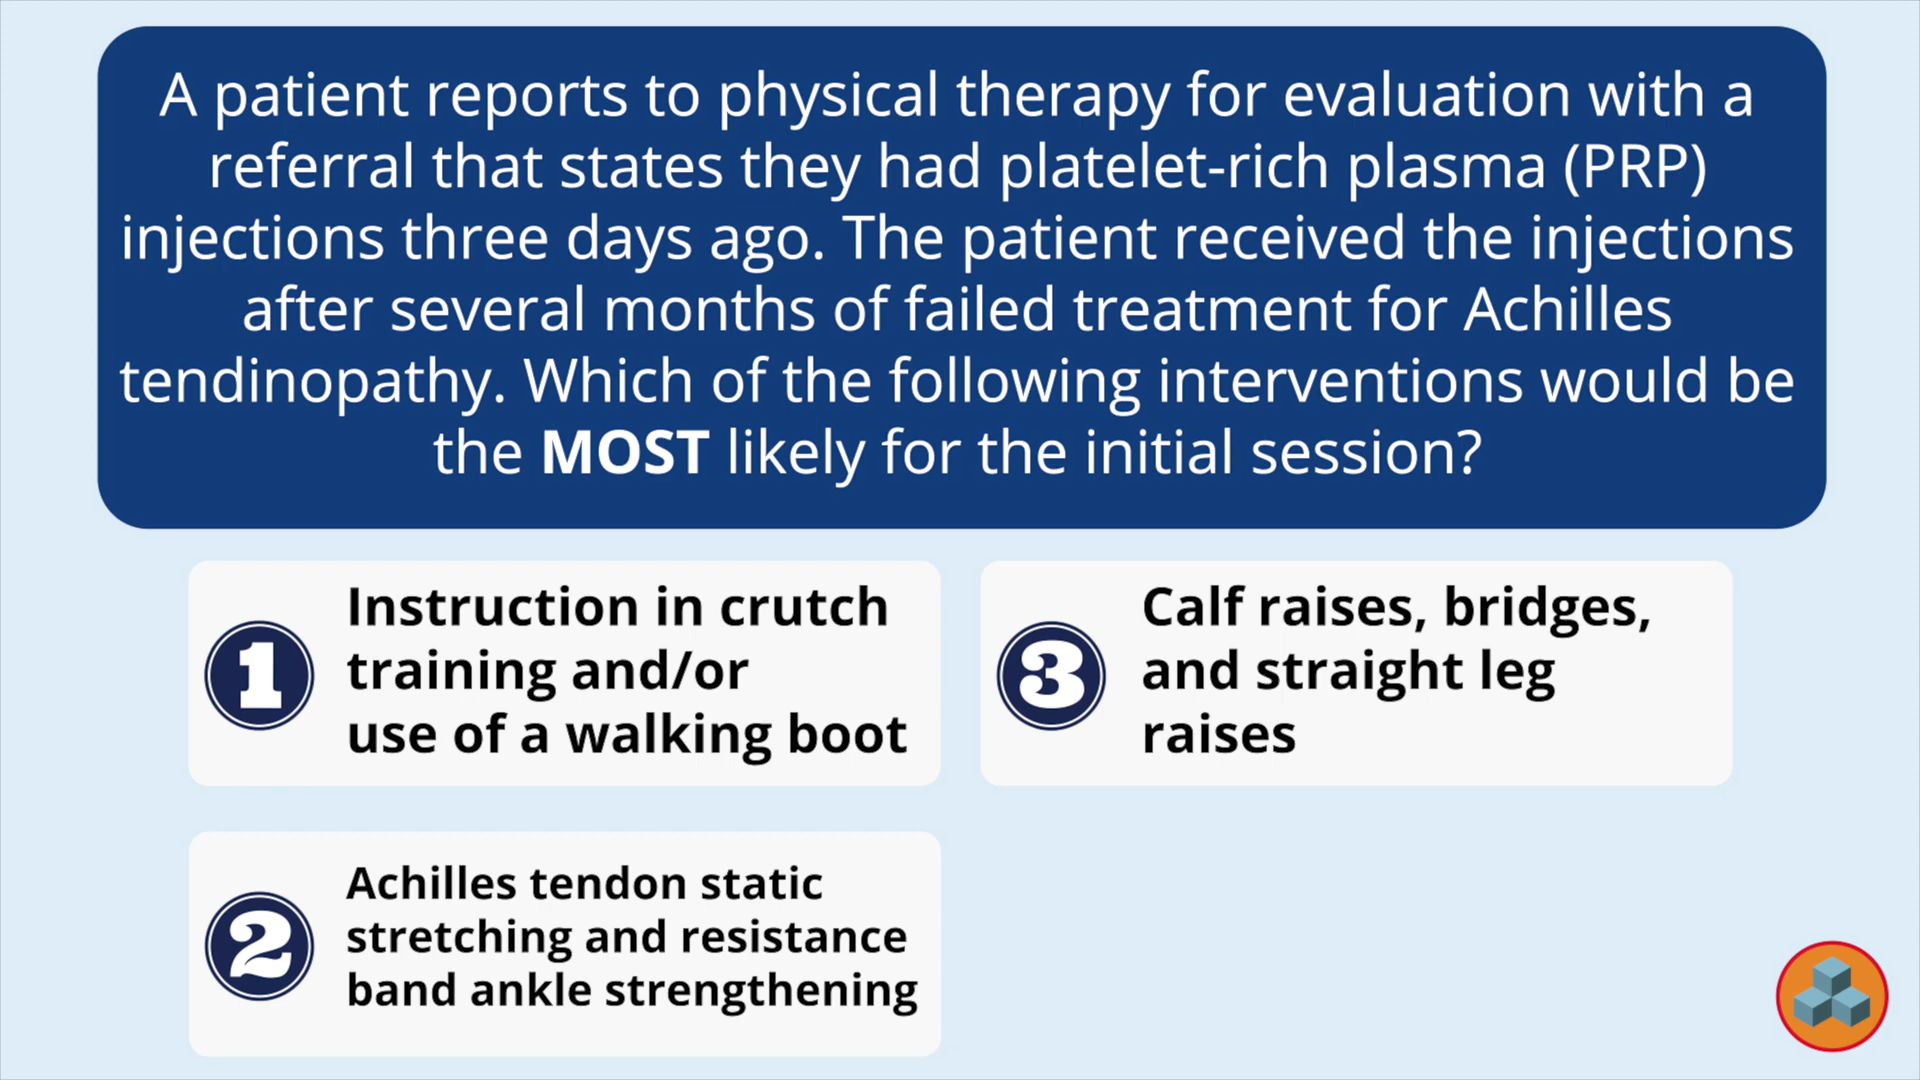 A patient reports to physical therapy for evaluation with a
referral that states they had platelet-rich plasma (PRP)
injections three days ago. The patient received the injections
after several months of failed treatment for Achilles
tendinopathy. Which of the following interventions would be
the MOST likely for the initial session?
1
Instruction in crutch
training and/or
use of a walking boot
2
Achilles tendon static
stretching and resistance
band ankle strengthening
3
Calf raises, bridges,
and straight leg
raises